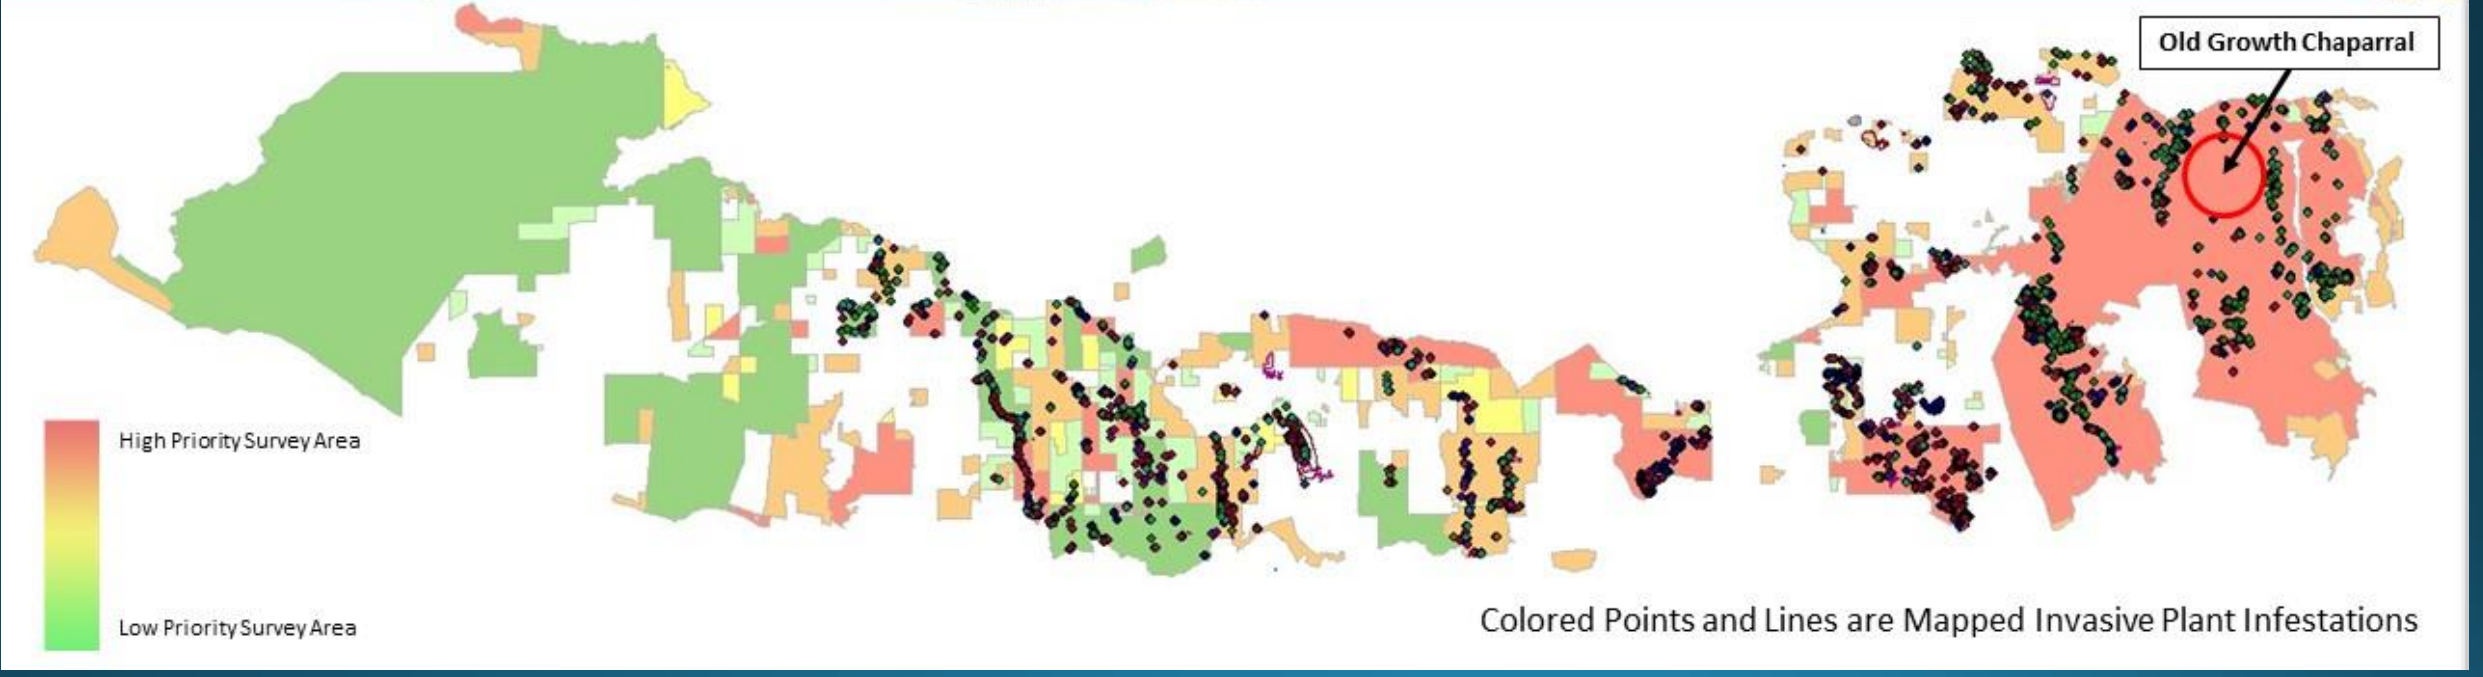 Old Growth Chaparral
High Priority Survey Area
Low Priority Survey Area
Colored Points and Lines are Mapped Invasive Plant Infestations